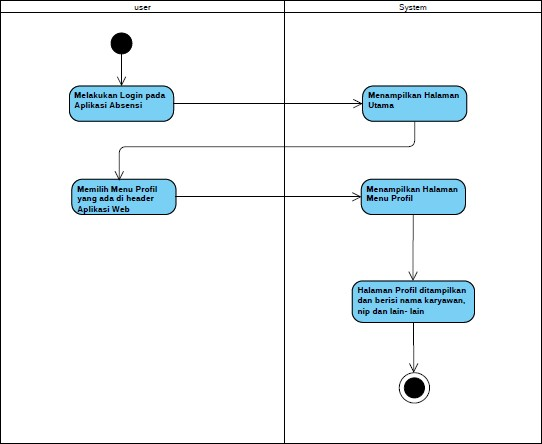 user
System
Melakukan Login pada
Aplikasi Absensi
Menampilkan Halaman
Utama
Memilih Menu Profil
yang ada di header
Aplikasi Web
Menampilkan Halaman
Menu Profil
Halaman Profil ditampilkan
dan berisi nama karyawan,
nip dan lain- lain